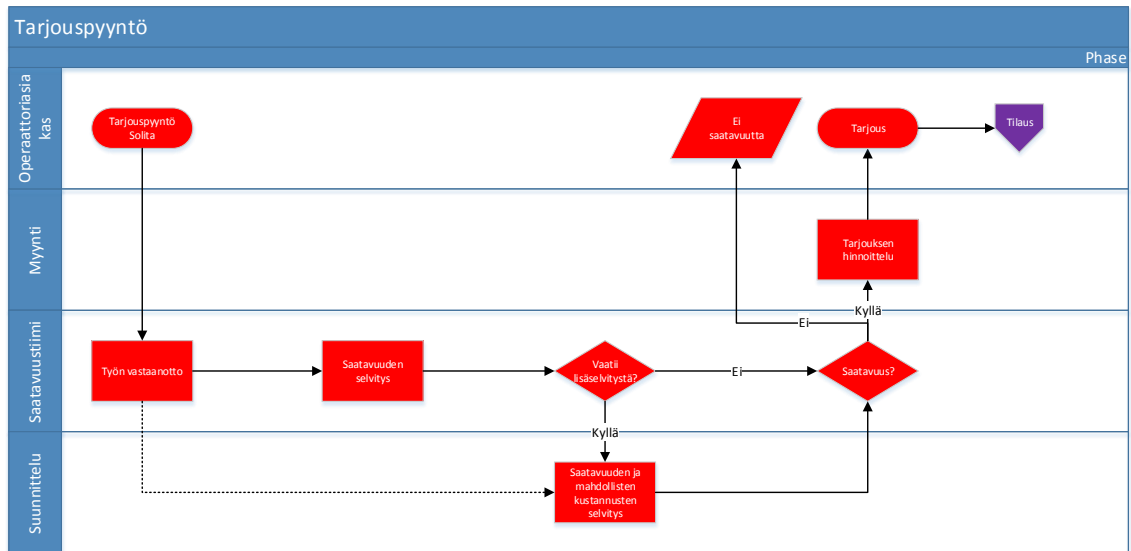 Tarjouspyyntö
Phase
Operaattoriasia
kas
Tarjouspyyntö
Solita
Ei
saatavuutta
Tarjous
Tilaus
Myynti
Tarjouksen
hinnoittelu
Kyllä
Ei
Saatavuustiimi
Työn vastaanotto
Saatavuuden
selvitys
Vaatii
lisäselvitystä?
Ei
Saatavuus?
Kyllä
Suunnittelu
Saatavuuden ja
mahdollisten
kustannusten
selvitys